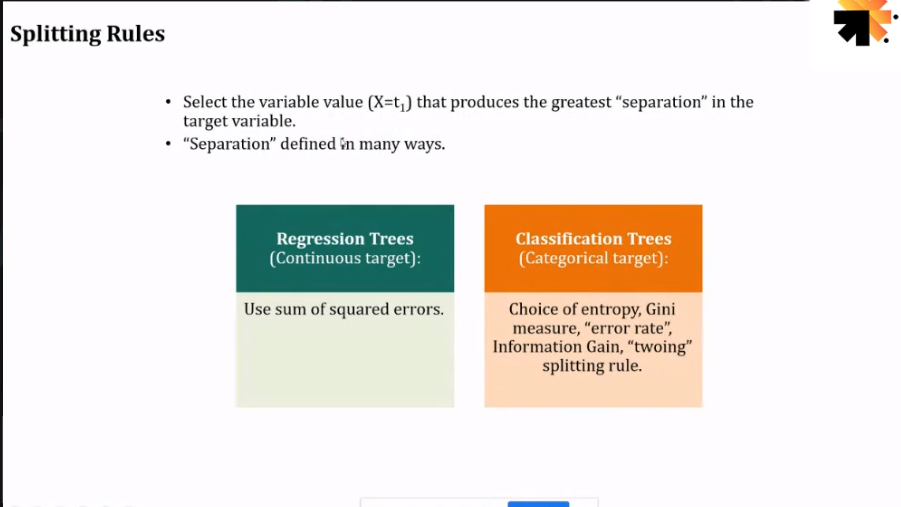 Splitting Rules
• Select the variable value (X=t₁) that produces the greatest “separation” in the
target variable.
• “Separation” defined in many ways.
Regression Trees
(Continuous target):
Use sum of squared errors.
Classification Trees
(Categorical target):
Choice of entropy, Gini
measure, “error rate”,
Information Gain, “twoing”
splitting rule.